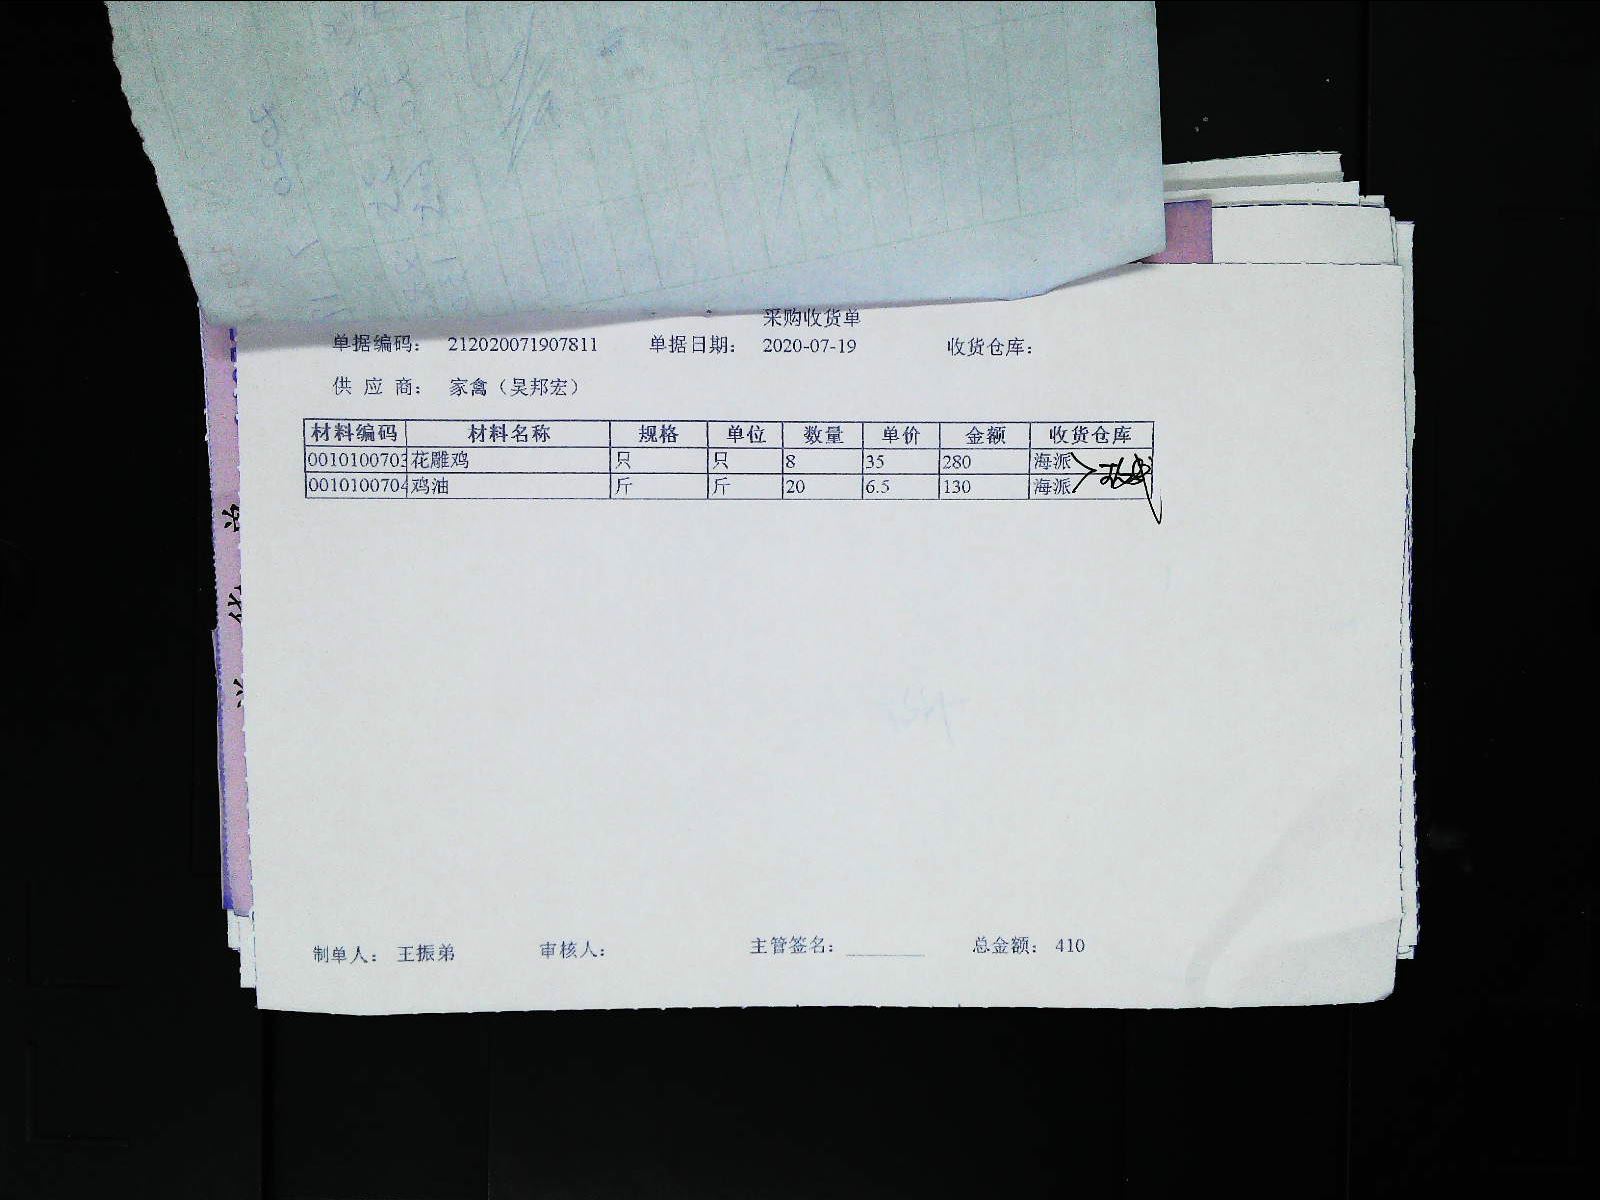 采购收货单
单据编码： 212020071907811 单据日期： 2020-07-19 收货仓库：
供 应 商： 家禽（吴邦宏）
材料编码 材料名称 规格 单位 数量 单价 金额 收货仓库
0010100703 花雕鸡 只 只 8 35 280 海派
0010100704 鸡油 斤 斤 20 6.5 130 海派
制单人： 王振弟 审核人： 主管签名： 总金额： 410